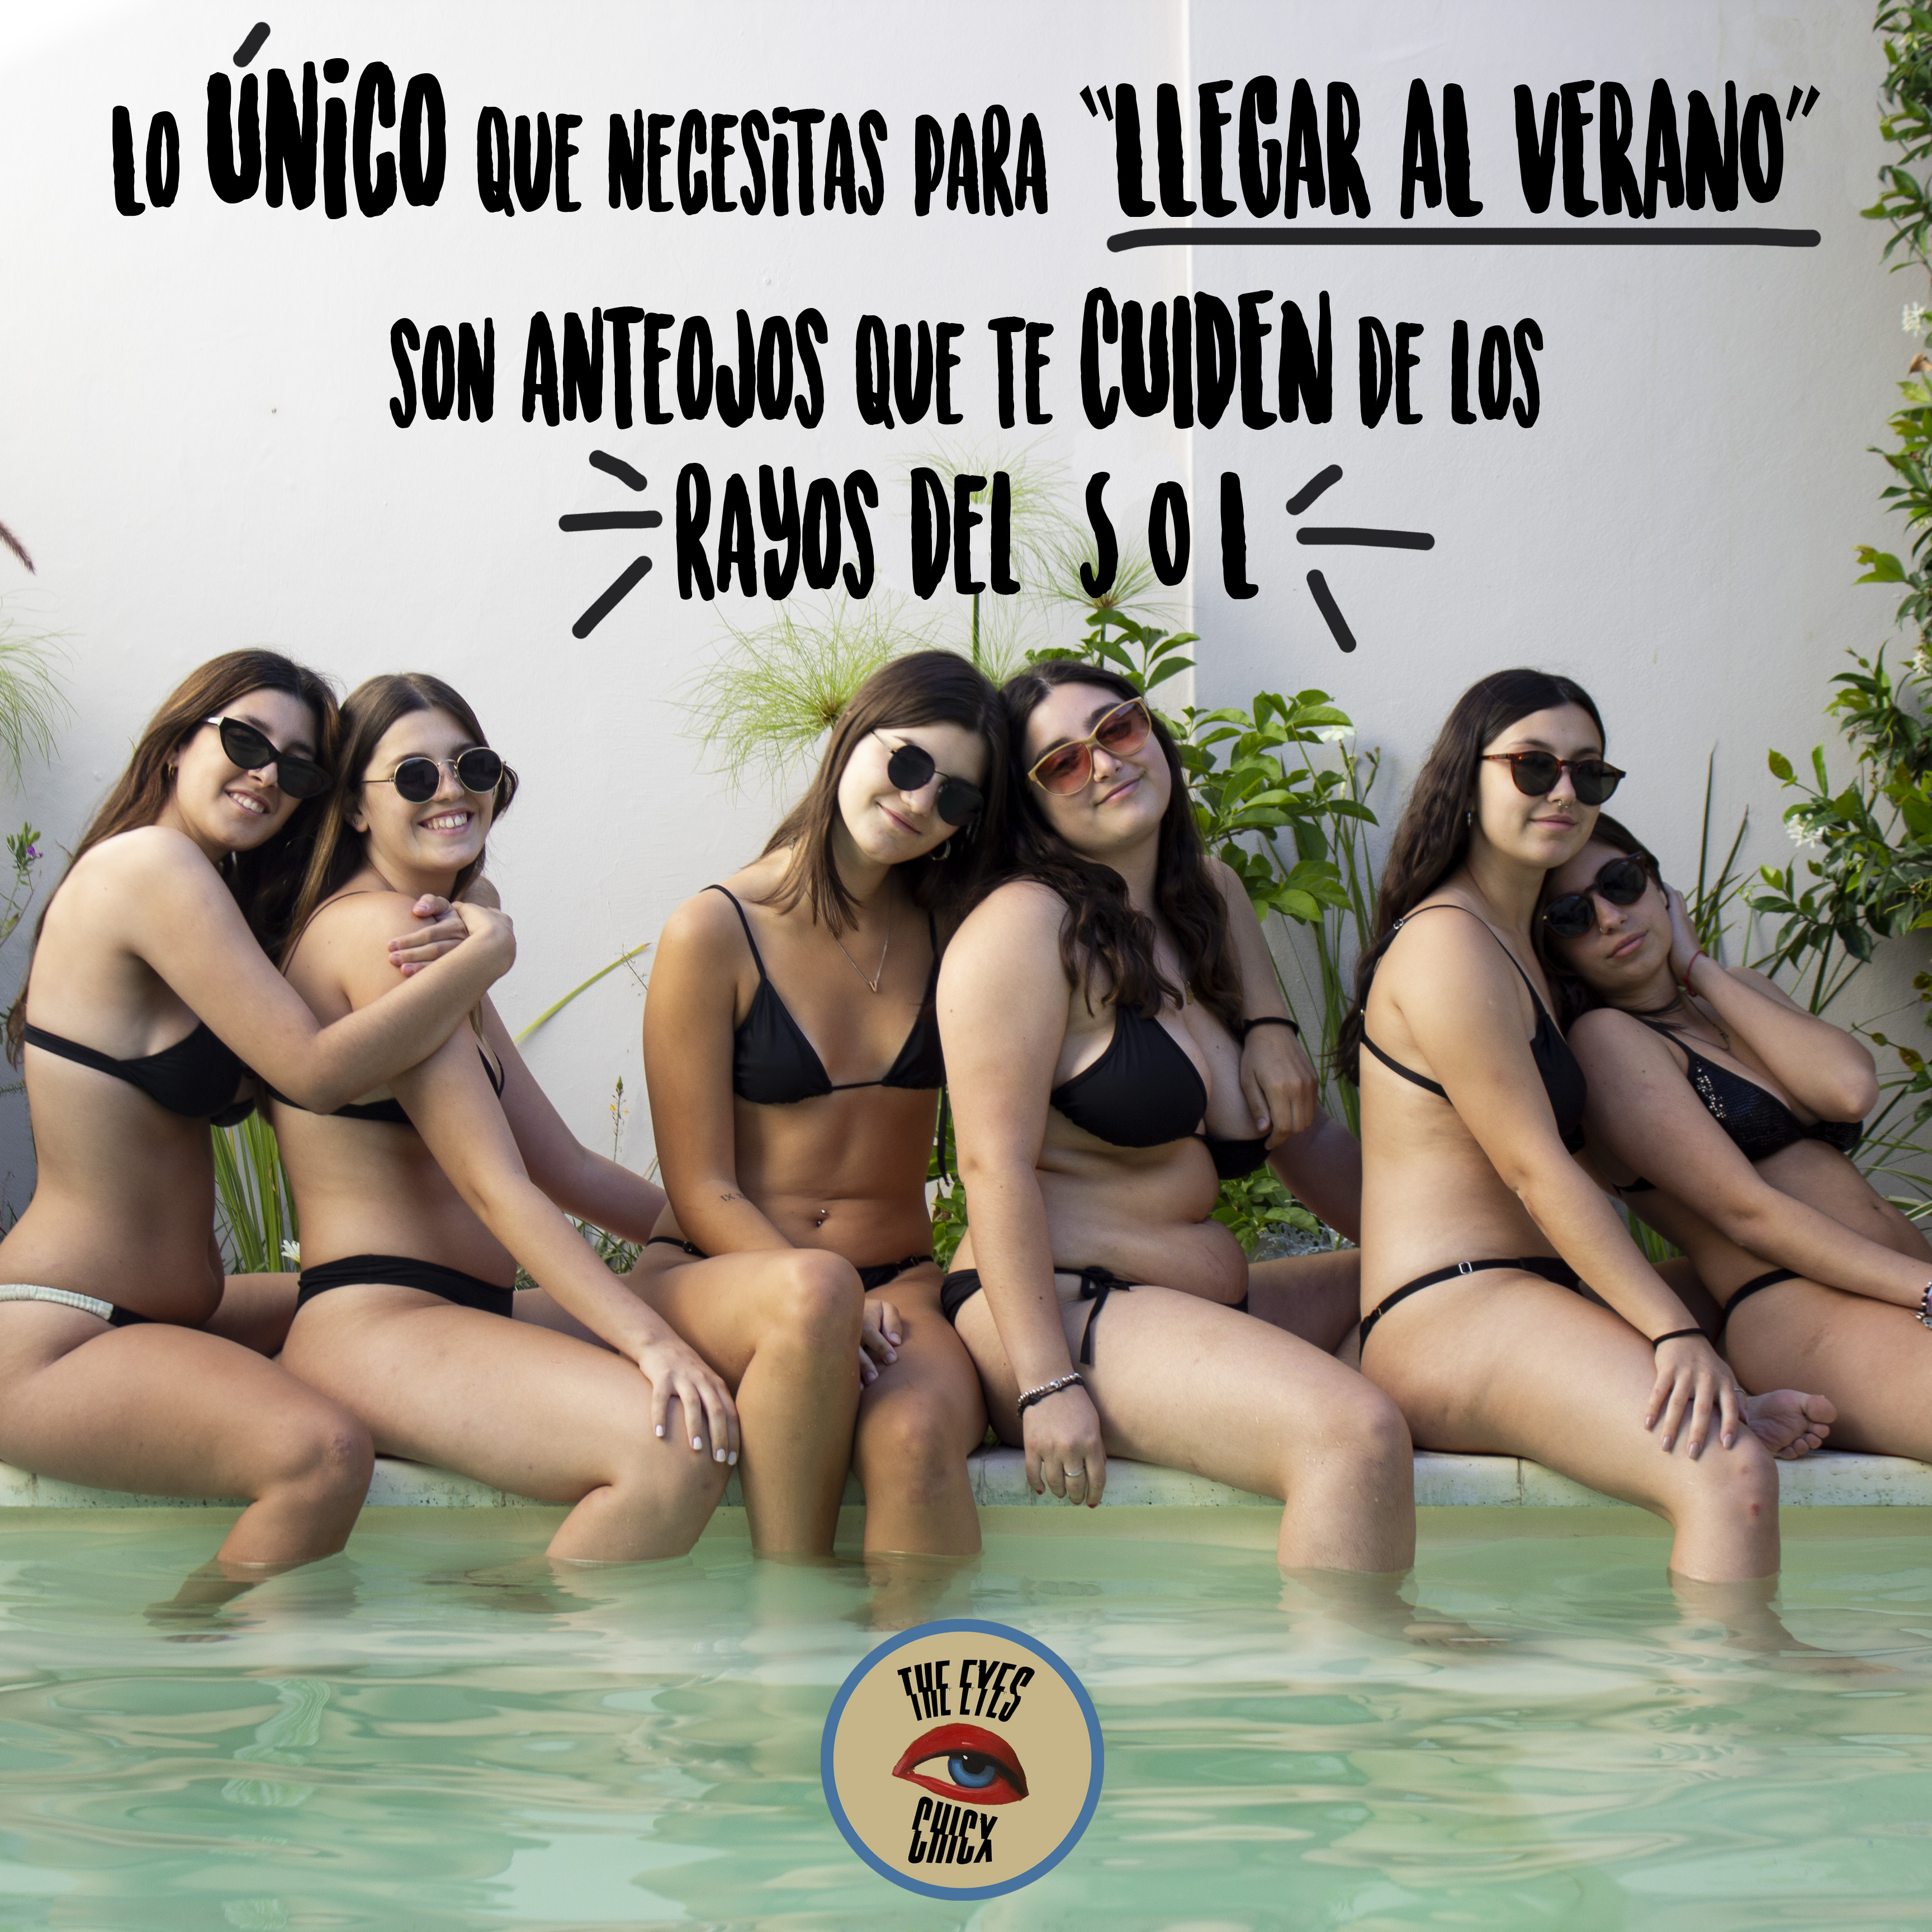 LO ÚNICO QUE NECESITAS PARA "LLEGAR AL VERANO"
SON ANTEOJOS QUE TE CUIDEN DE LOS
RAYOS DEL SOL
THE EYES
CHICX